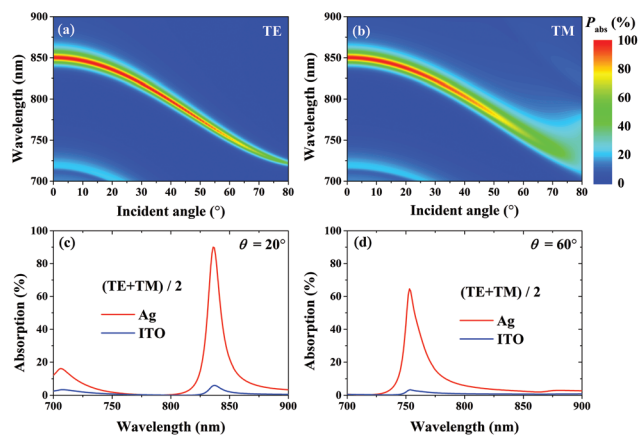 (a) TE
Wavelength (nm)
900
850
800
750
700
0 10 20 30 40 50 60 70 80
Incident angle (°)
(b) TM
Wavelength (nm)
900
850
800
750
700
0 10 20 30 40 50 60 70 80
Incident angle (°)
P abs (%)
100
80
60
40
20
0
(c) θ = 20°
(TE+TM) / 2
Ag
ITO
Absorption (%)
100
80
60
40
20
0
700 750 800 850 900
Wavelength (nm)
(d) θ = 60°
(TE+TM) / 2
Ag
ITO
Absorption (%)
100
80
60
40
20
0
700 750 800 850 900
Wavelength (nm)